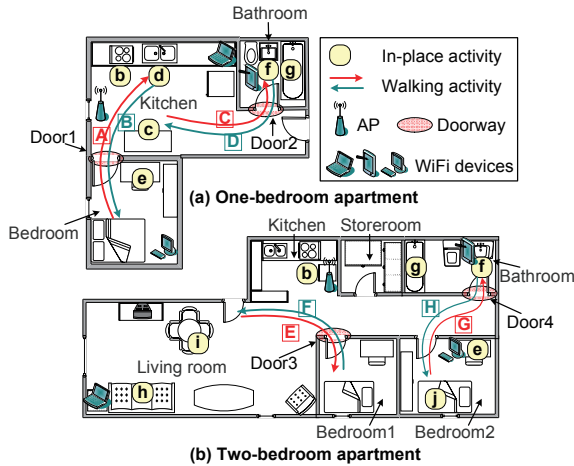 Bathroom
b
d
f
g
Kitchen
A
B
C
c
D
Door1
Door2
e
Bedroom
(a) One-bedroom apartment
In-place activity
Walking activity
AP
Doorway
WiFi devices
Kitchen
Storeroom
b
g
f
Bathroom
F
H
E
G
i
Door3
Door4
Living room
e
h
j
Bedroom1
Bedroom2
(b) Two-bedroom apartment